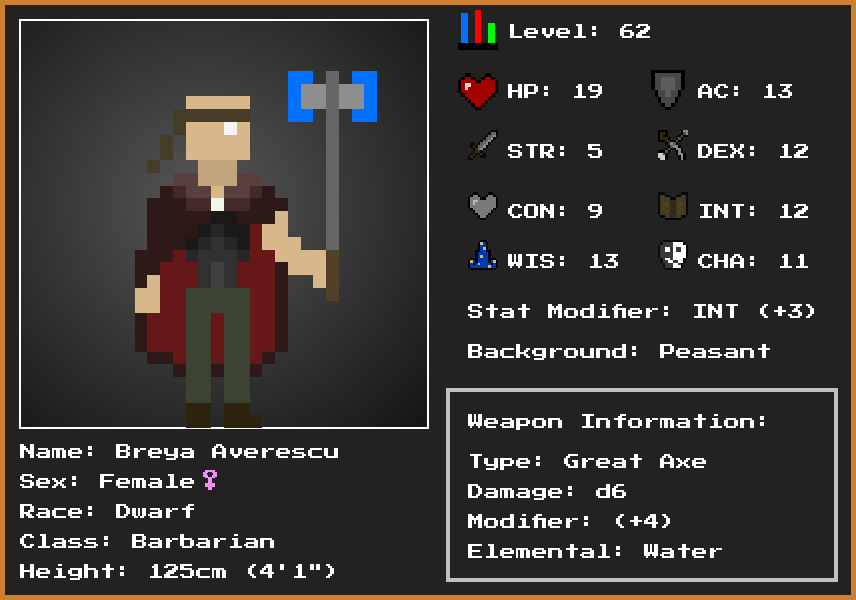 Level: 62
HP: 19 AC: 13
STR: 5 DEX: 12
CON: 9 INT: 12
WIS: 13 CHA: 11
Stat Modifier: INT (+3)
Background: Peasant
Weapon Information:
Type: Great Axe
Damage: d6
Modifier: (+4)
Elemental: Water
Name: Breya Averescu
Sex: Female♀
Race: Dwarf
Class: Barbarian
Height: 125cm (4'1")